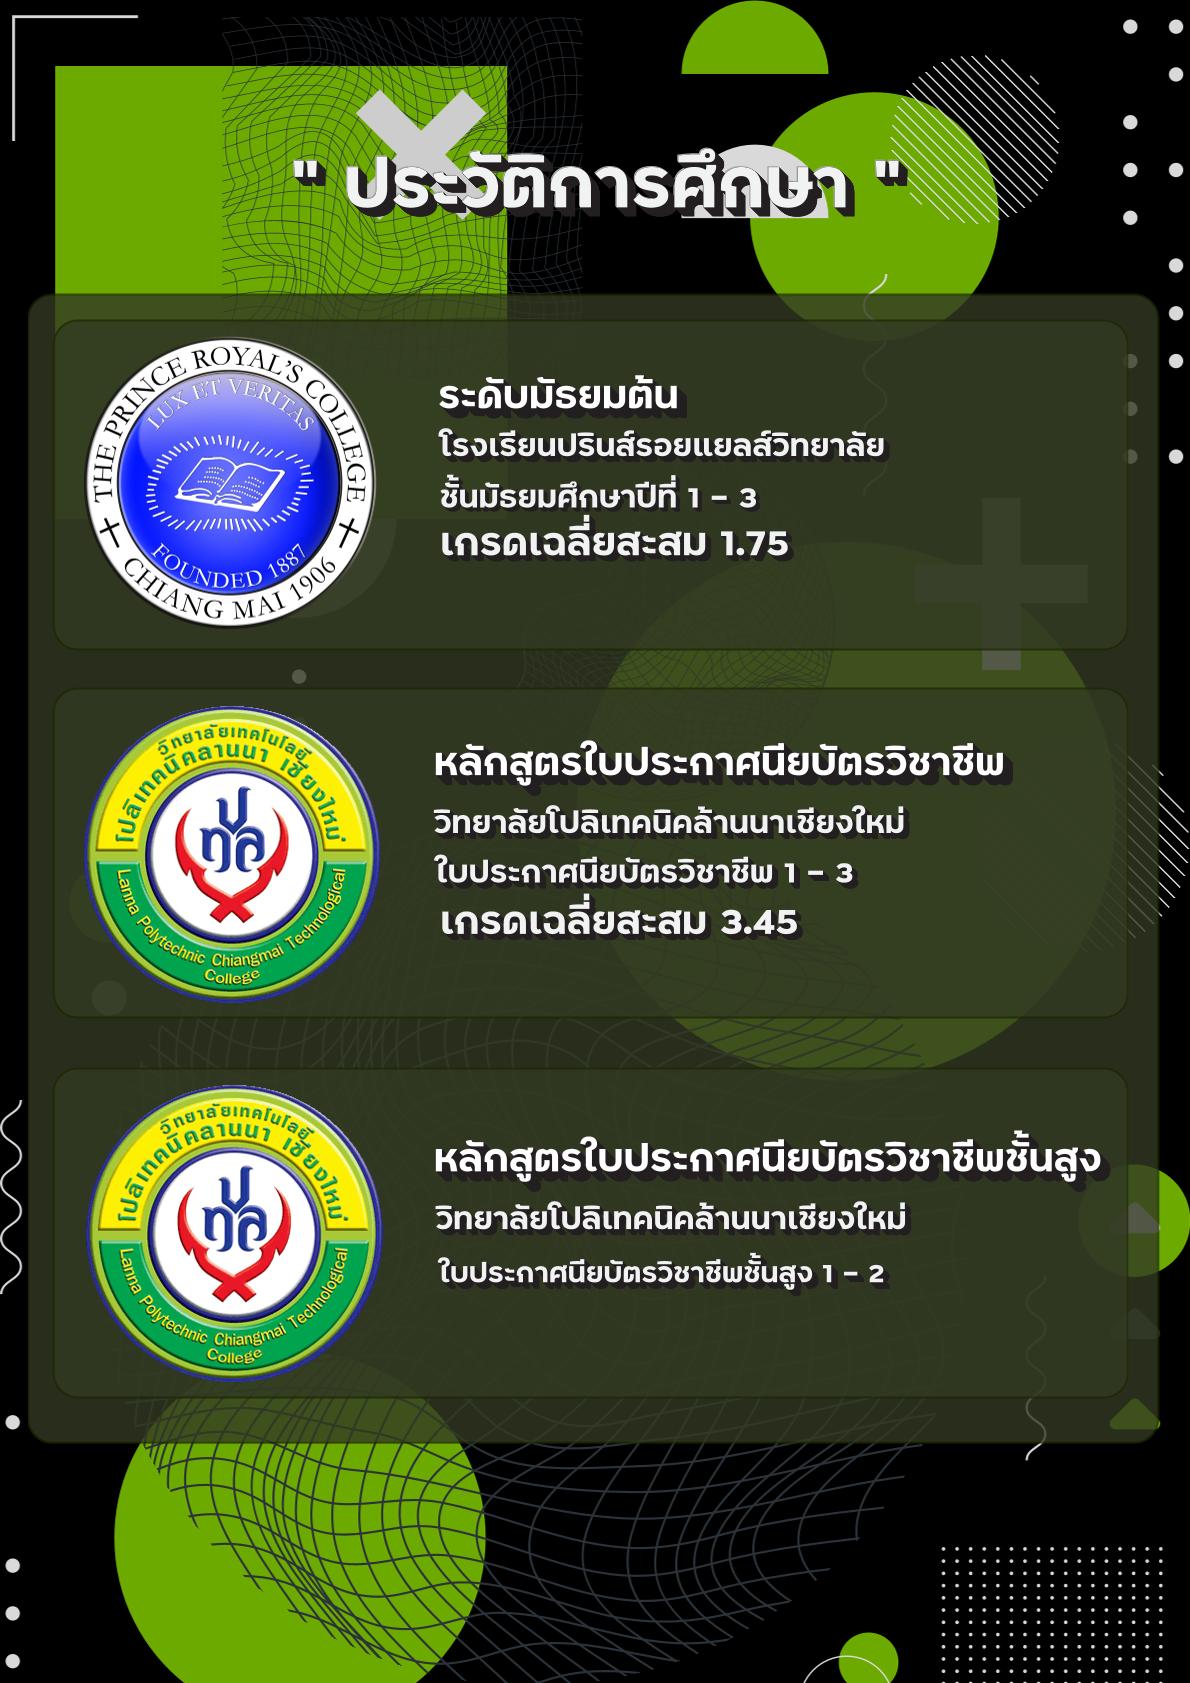 " ประวัติการศึกษา "
THE PRINCE ROYAL'S COLLEGE
LUX ET VERITAS
FOUNDED 1887
CHIANG MAI 1906
ระดับมัธยมต้น
โรงเรียนปรินส์รอยแยลส์วิทยาลัย
ชั้นมัธยมศึกษาปีที่ 1 - 3
เกรดเฉลี่ยสะสม 1.75
วิทยาลัยเทคโนโลยี
โปลิเทคนิคลานนา เชียงใหม่
ปทล
Lanna Polytechnic Chiangmai Technological
College
หลักสูตรใบประกาศนียบัตรวิชาชีพ
วิทยาลัยโปลิเทคนิคล้านนาเชียงใหม่
ใบประกาศนียบัตรวิชาชีพ 1 - 3
เกรดเฉลี่ยสะสม 3.45
วิทยาลัยเทคโนโลยี
โปลิเทคนิคลานนา เชียงใหม่
ปทล
Lanna Polytechnic Chiangmai Technological
College
หลักสูตรใบประกาศนียบัตรวิชาชีพชั้นสูง
วิทยาลัยโปลิเทคนิคล้านนาเชียงใหม่
ใบประกาศนียบัตรวิชาชีพชั้นสูง 1 - 2